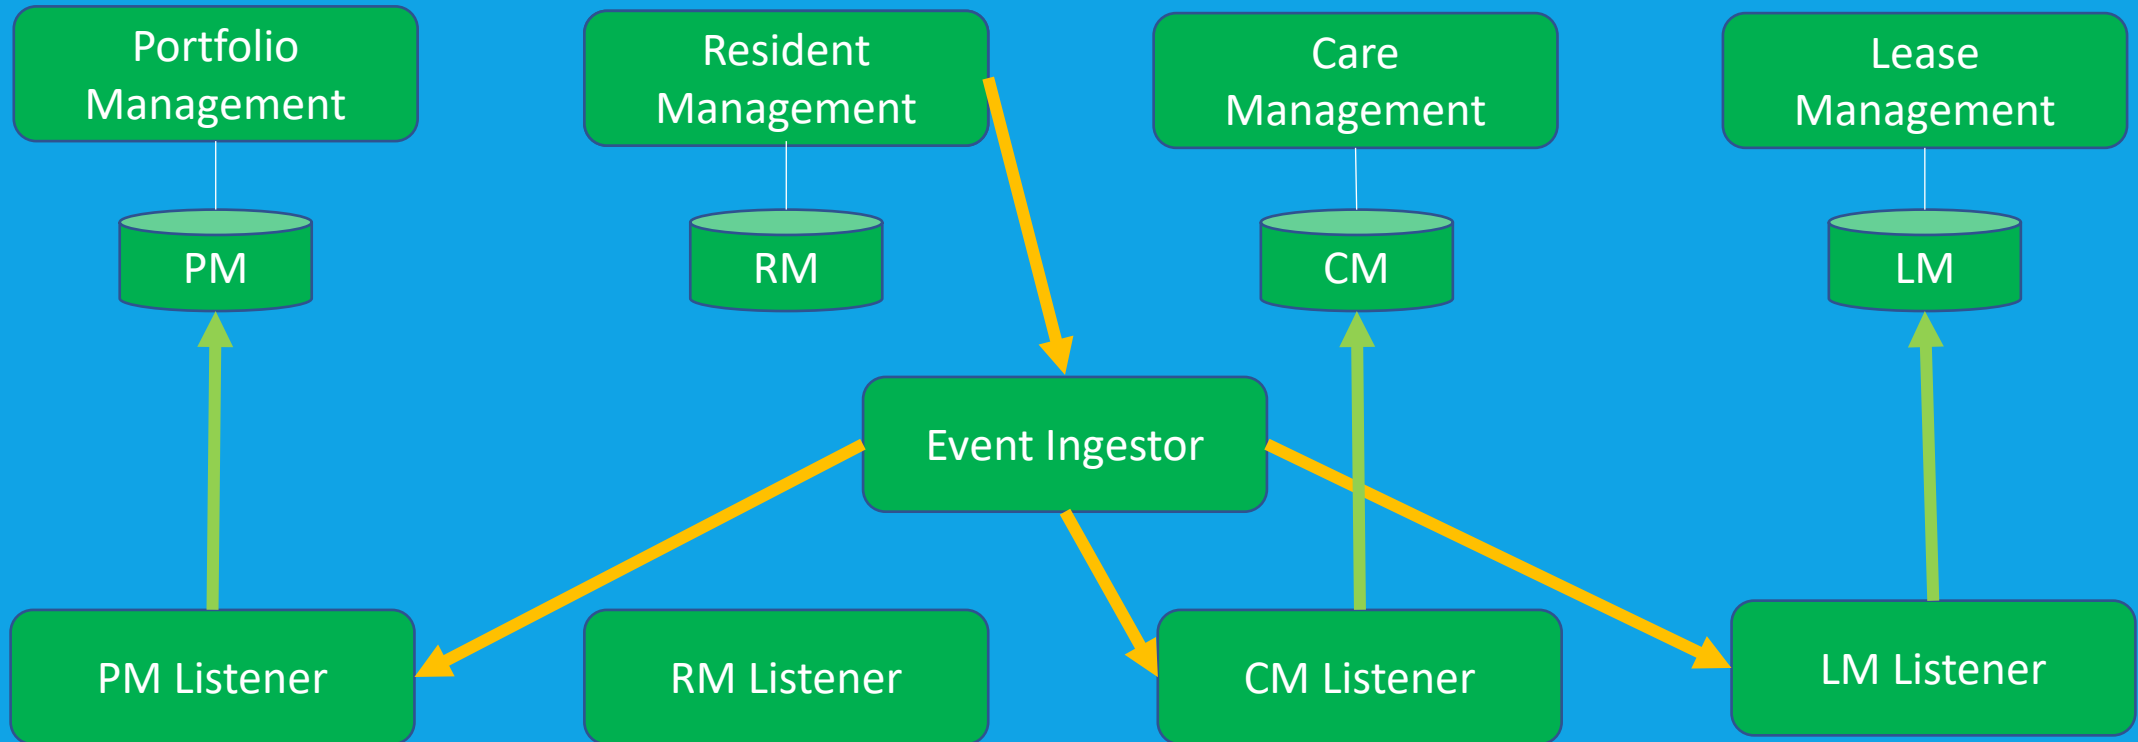 Portfolio
Management
Resident
Management
Care
Management
Lease
Management
PM
RM
CM
LM
Event Ingestor
PM Listener
RM Listener
CM Listener
LM Listener